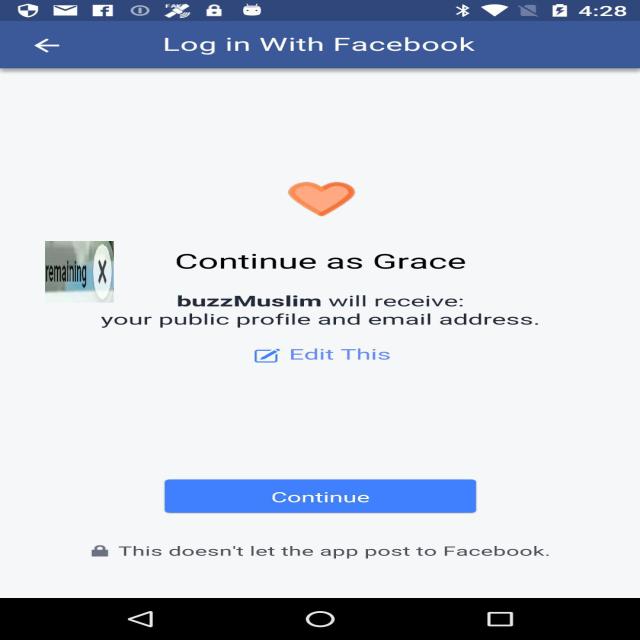 4:28
Log in With Facebook
remaining X
Continue as Grace
buzzMuslim will receive:
your public profile and email address.
Edit This
Continue
This doesn't let the app post to Facebook.